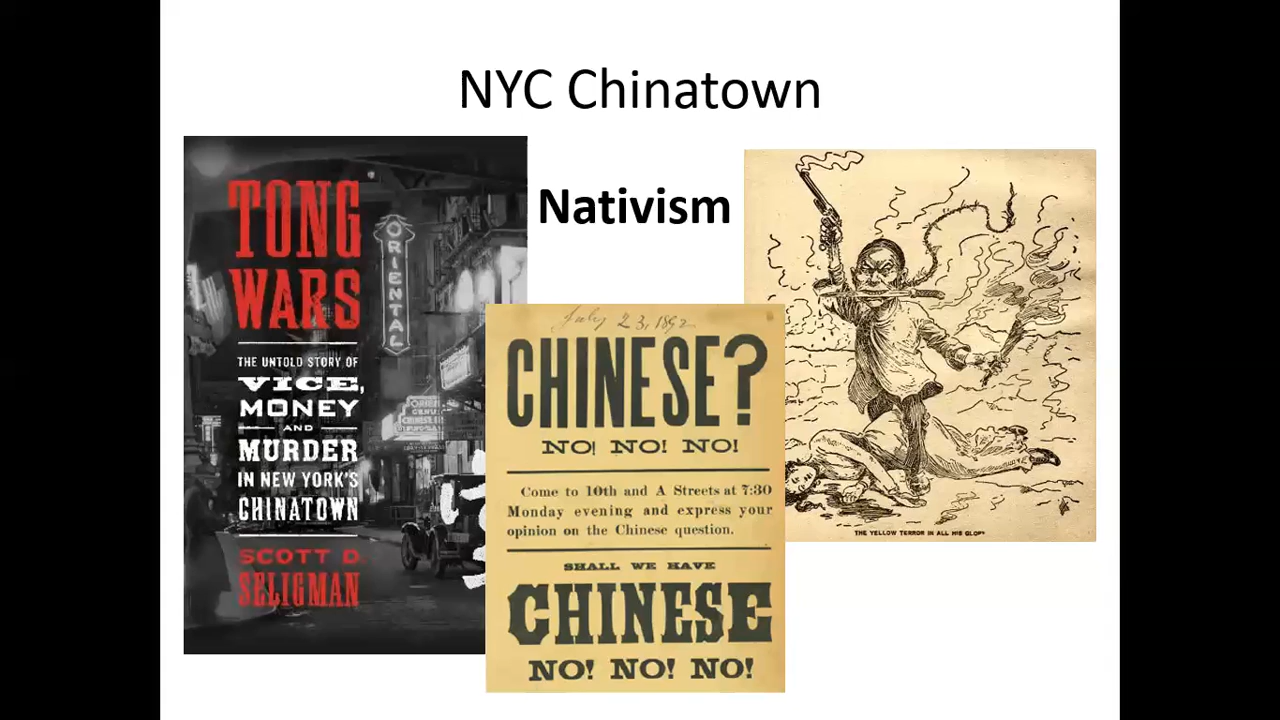 NYC Chinatown
Nativism
TONG
WARS
THE UNTOLD STORY OF
VICE,
MONEY
AND
MURDER
IN NEW YORK'S
CHINATOWN
SCOTT D.
SELIGMAN
ORIENTAL
July 23, 1892
CHINESE?
NO! NO! NO!
Come to 10th and A Streets at 7:30
Monday evening and express your
opinion on the Chinese question.
SHALL WE HAVE
CHINESE
NO! NO! NO!
THE YELLOW TERROR IN ALL HIS GLORY